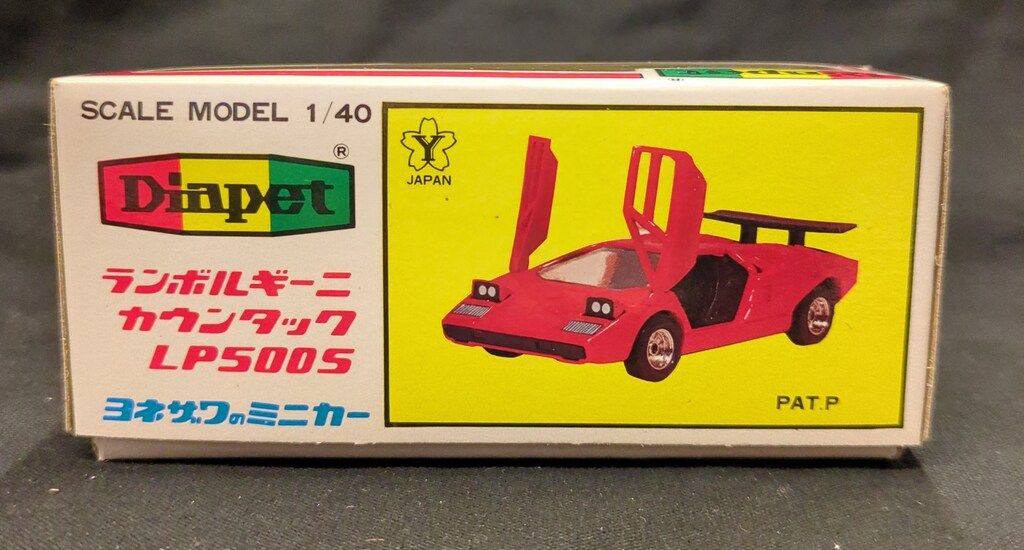 SCALE MODEL 1/40
®
Diapet
ランボルギーニ
カウンタック
LP500S
ヨネザワのミニカー
Y
JAPAN
PAT.P